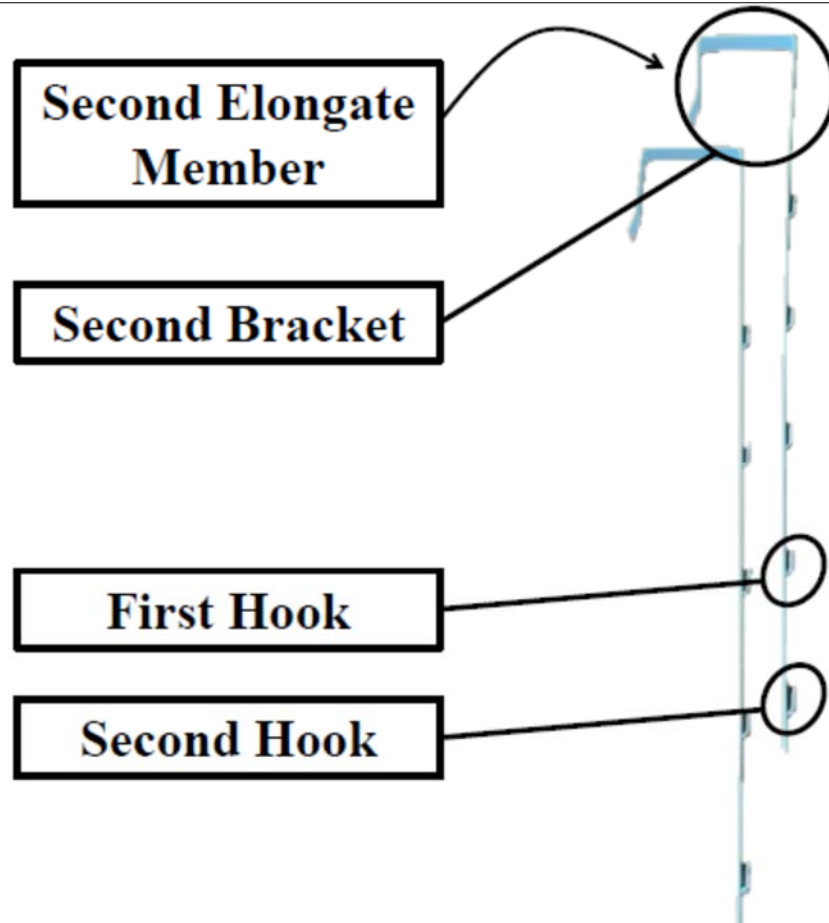 Second Elongate
Member
Second Bracket
First Hook
Second Hook